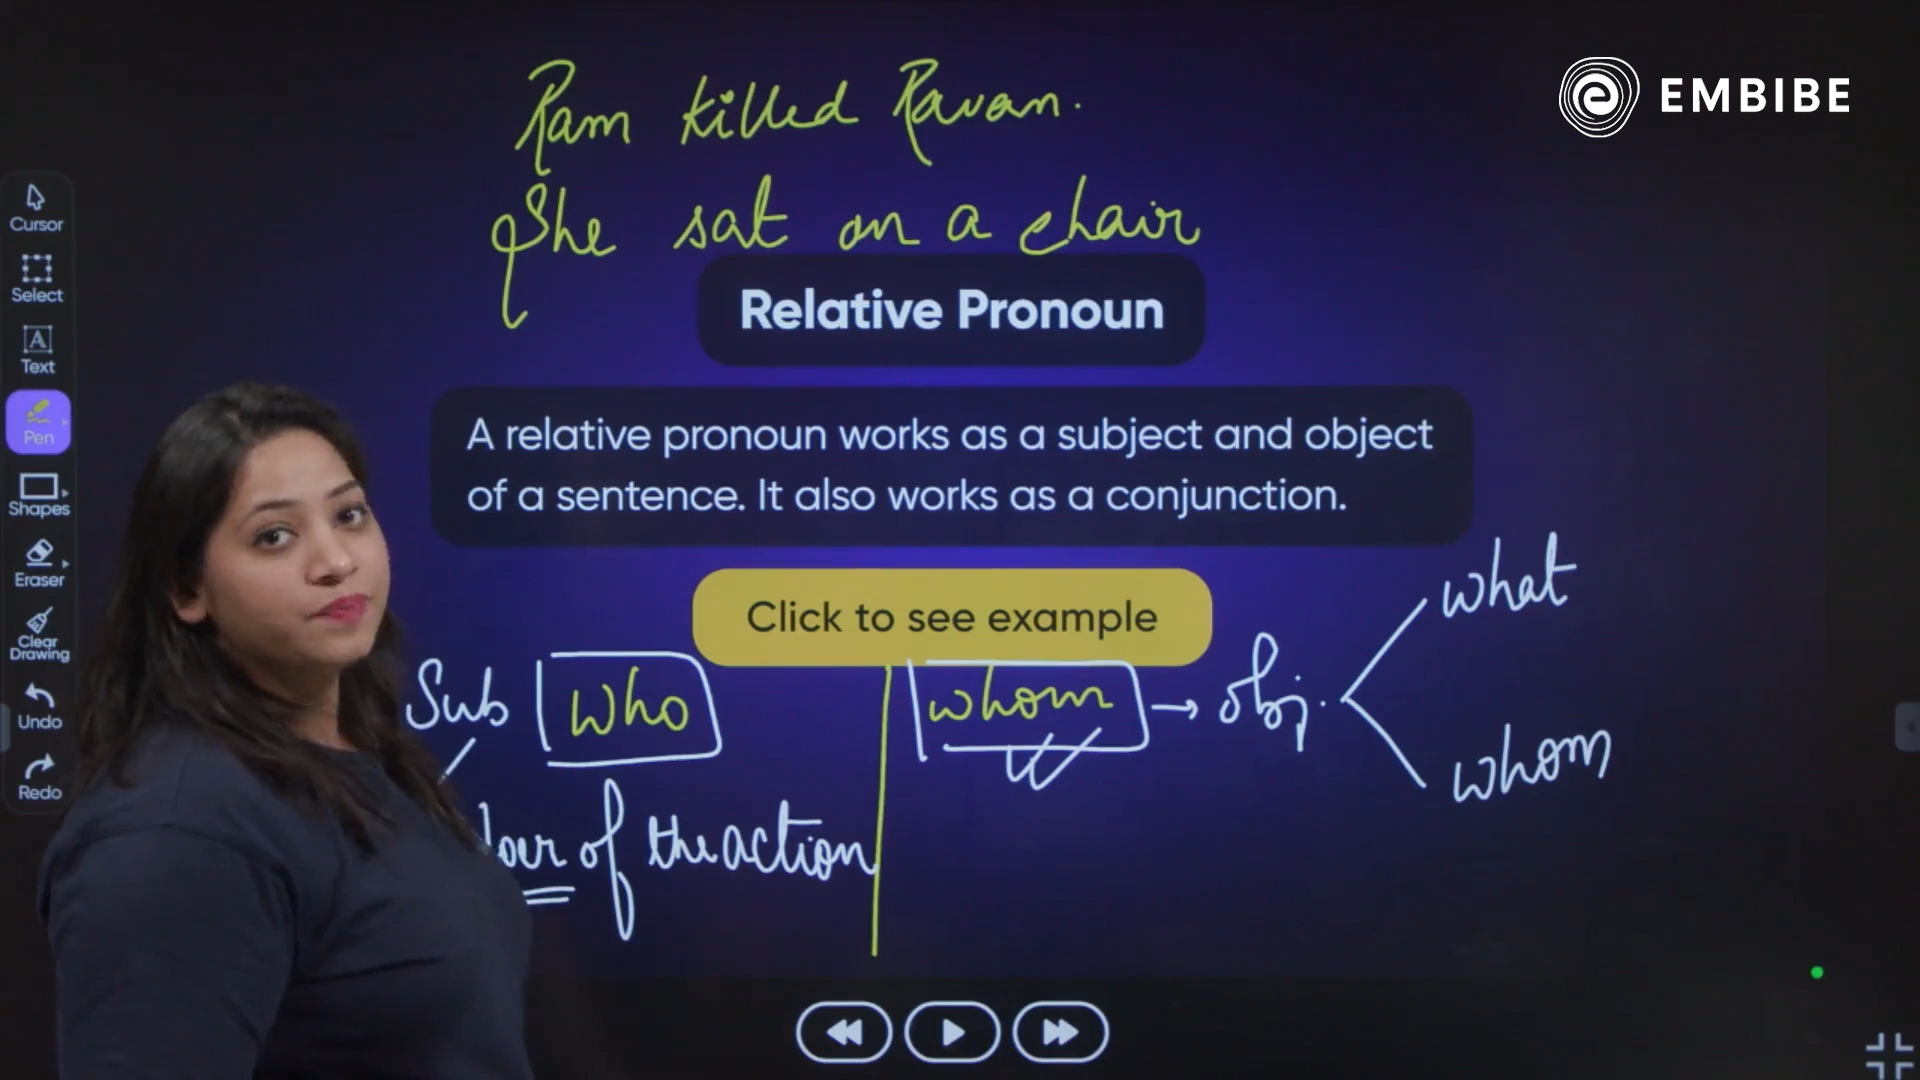 Ram killed Ravan.
EMBIBE
She sat on a chair
Relative Pronoun
A relative pronoun works as a subject and object
of a sentence. It also works as a conjunction.
Click to see example
what
Sub who whom → obj.
whom
of the action
Cursor
Select
Text
Pen
Shapes
Eraser
Clear
Drawing
Undo
Redo